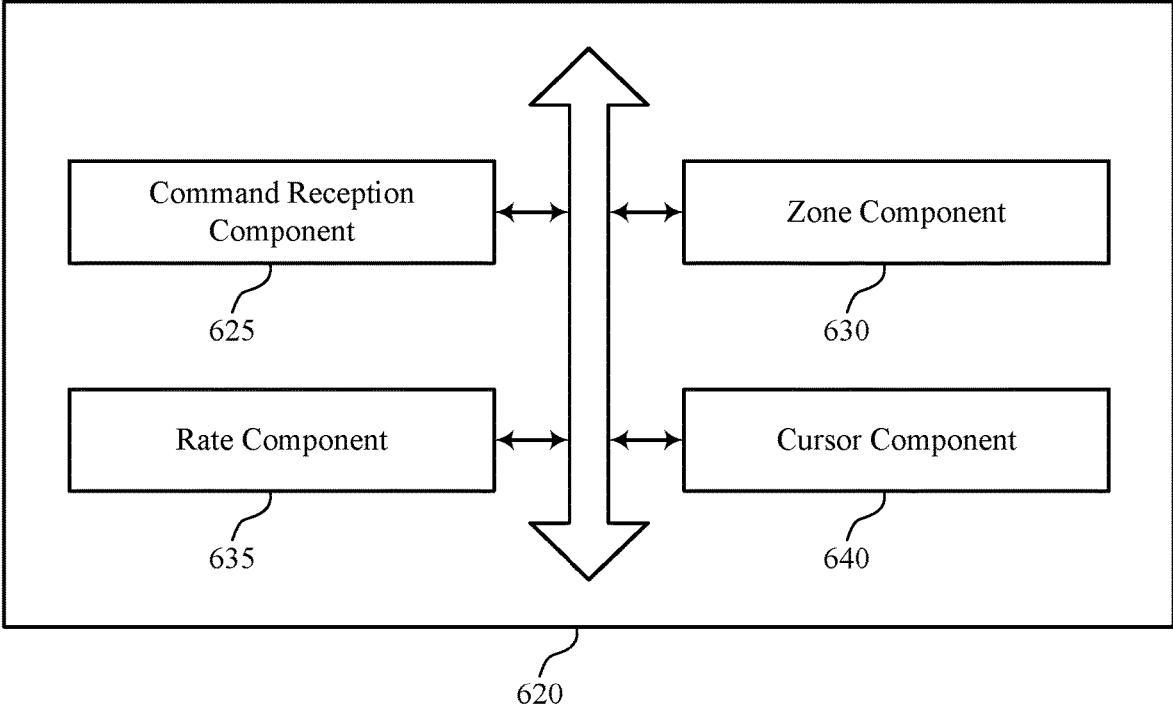 Command Reception
Component
Zone Component
625
630
Rate Component
Cursor Component
635
640
620